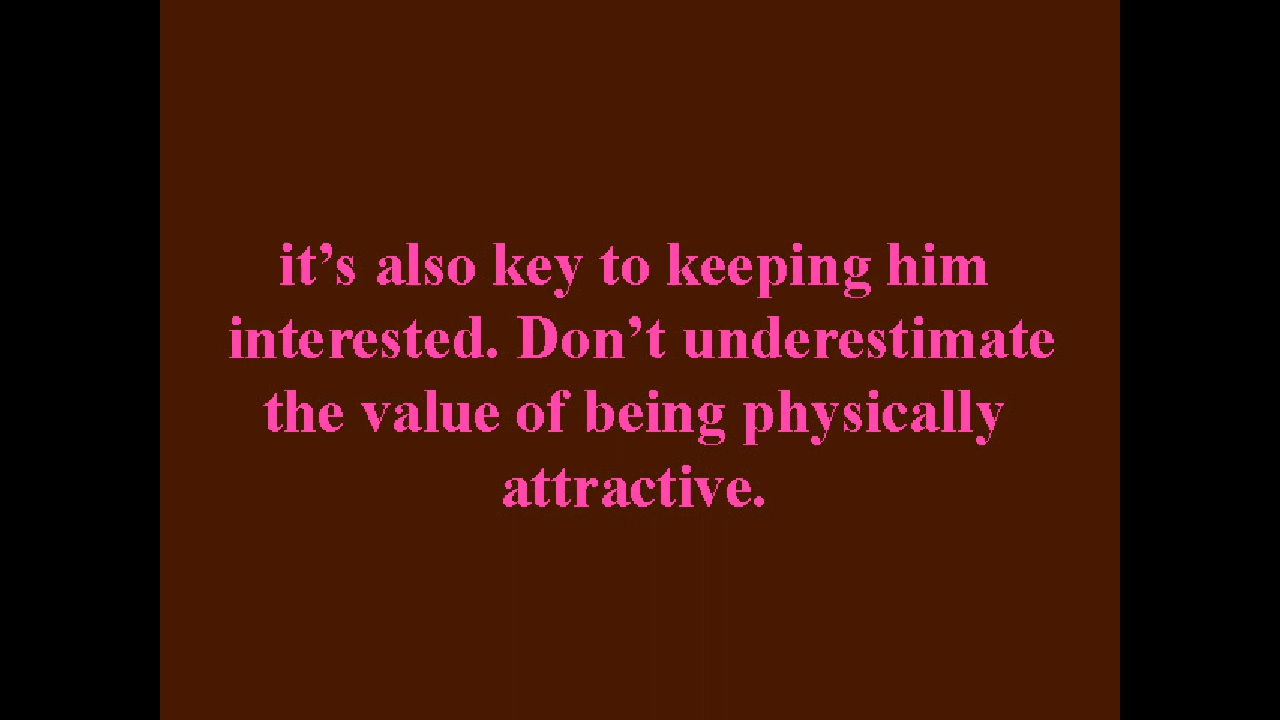 it’s also key to keeping him
interested. Don’t underestimate
the value of being physically
attractive.